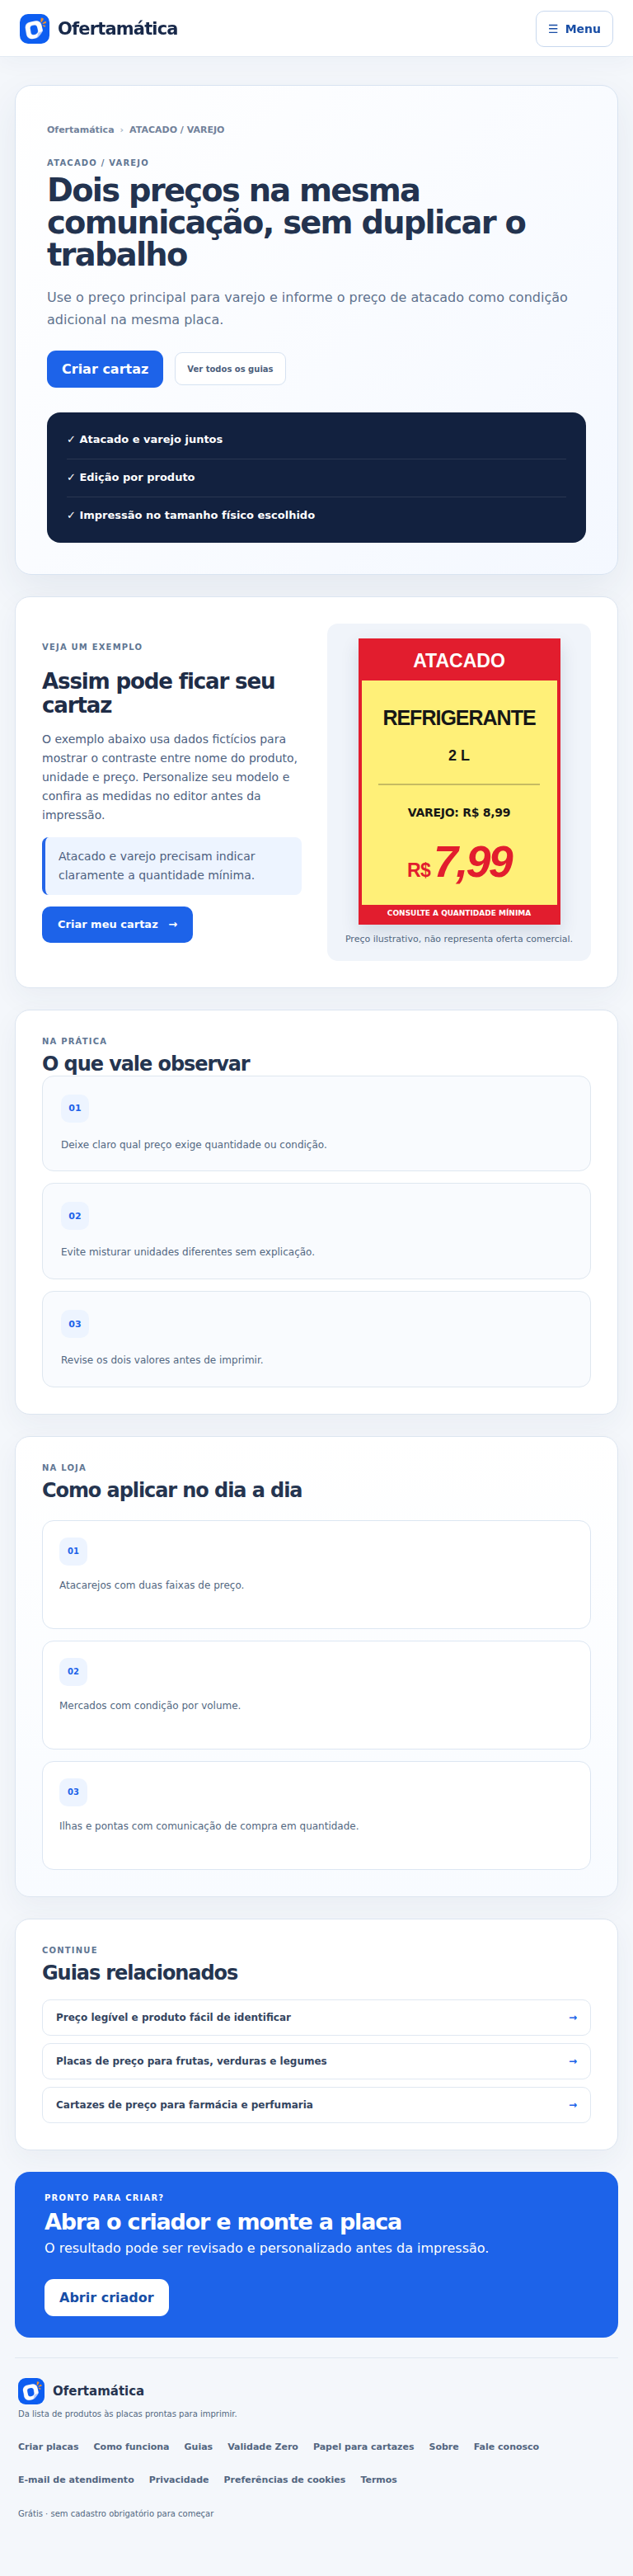 Ofertamática
☰ Menu
Ofertamática › ATACADO / VAREJO
ATACADO / VAREJO
Dois preços na mesma
comunicação, sem duplicar o
trabalho
Use o preço principal para varejo e informe o preço de atacado como condição
adicional na mesma placa.
Criar cartaz
Ver todos os guias
✓ Atacado e varejo juntos
✓ Edição por produto
✓ Impressão no tamanho físico escolhido
VEJA UM EXEMPLO
Assim pode ficar seu
cartaz
O exemplo abaixo usa dados fictícios para
mostrar o contraste entre nome do produto,
unidade e preço. Personalize seu modelo e
confira as medidas no editor antes da
impressão.
Atacado e varejo precisam indicar
claramente a quantidade mínima.
Criar meu cartaz →
ATACADO
REFRIGERANTE
2 L
VAREJO: R$ 8,99
R$ 7,99
CONSULTE A QUANTIDADE MÍNIMA
Preço ilustrativo, não representa oferta comercial.
NA PRÁTICA
O que vale observar
01
Deixe claro qual preço exige quantidade ou condição.
02
Evite misturar unidades diferentes sem explicação.
03
Revise os dois valores antes de imprimir.
NA LOJA
Como aplicar no dia a dia
01
Atacarejos com duas faixas de preço.
02
Mercados com condição por volume.
03
Ilhas e pontas com comunicação de compra em quantidade.
CONTINUE
Guias relacionados
Preço legível e produto fácil de identificar →
Placas de preço para frutas, verduras e legumes →
Cartazes de preço para farmácia e perfumaria →
PRONTO PARA CRIAR?
Abra o criador e monte a placa
O resultado pode ser revisado e personalizado antes da impressão.
Abrir criador
Ofertamática
Da lista de produtos às placas prontas para imprimir.
Criar placas Como funciona Guias Validade Zero Papel para cartazes Sobre Fale conosco
E-mail de atendimento Privacidade Preferências de cookies Termos
Grátis · sem cadastro obrigatório para começar